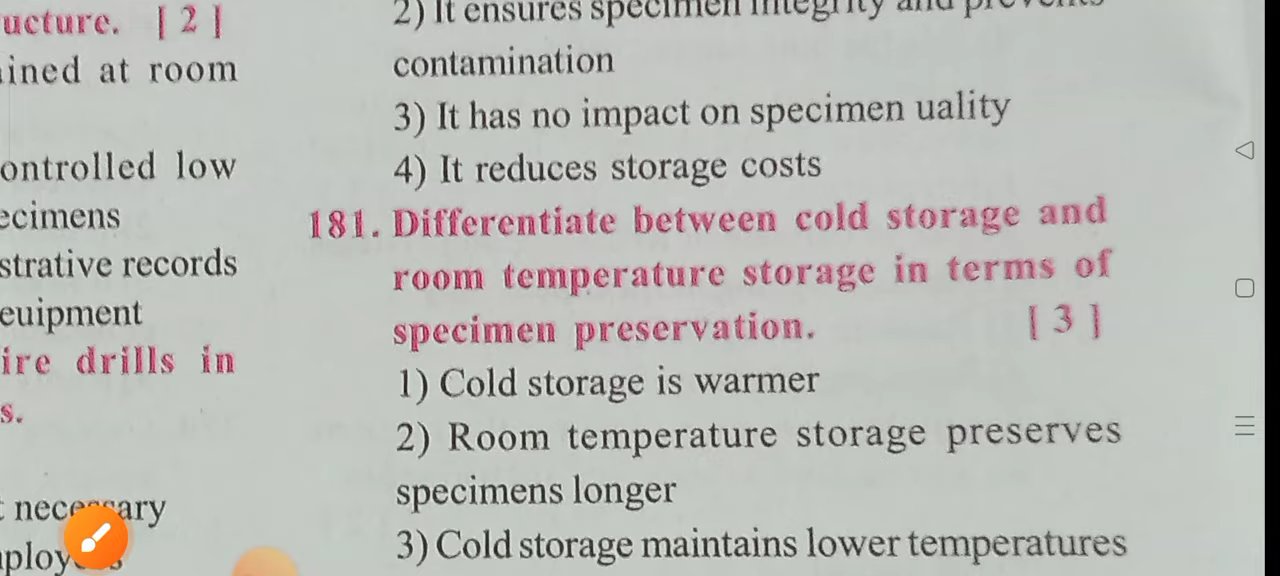 ucture. [ 2 ]
ined at room
ontrolled low
ecimens
strative records
euipment
ire drills in
s.
necessary
2) It ensures specimen integrity and prevents
contamination
3) It has no impact on specimen uality
4) It reduces storage costs
181. Differentiate between cold storage and
room temperature storage in terms of
specimen preservation. [ 3 ]
1) Cold storage is warmer
2) Room temperature storage preserves
specimens longer
3) Cold storage maintains lower temperatures